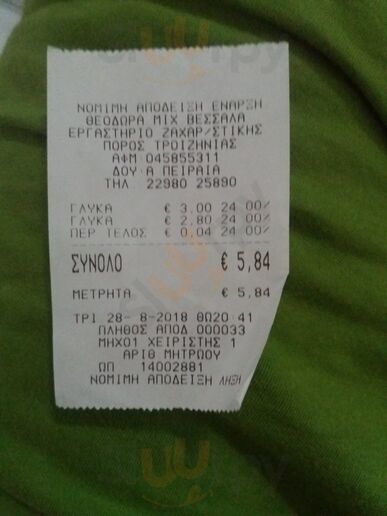 ΝΟΜΙΜΗ ΑΠΟΔΕΙΞΗ ΕΝΑΡΞΗ
ΘΕΟΔΩΡΑ ΜΙΧ ΒΕΣΣΑΛΑ
ΕΡΓΑΣΤΗΡΙΟ ΖΑΧΑΡ/ΣΤΙΚΗΣ
ΠΟΡΟΣ ΤΡΟΙΖΗΝΙΑΣ
ΑΦΜ 045855311
ΔΟΥ Α ΠΕΙΡΑΙΑ
ΤΗΛ 22980 25890
ΓΛΥΚΑ € 3.00 24 00%
ΓΛΥΚΑ € 2.80 24 00%
ΠΕΡ ΤΕΛΟΣ € 0.04 24 00%
ΣΥΝΟΛΟ € 5,84
ΜΕΤΡΗΤΑ € 5,84
ΤΡΙ 28- 8-2018 ΘΩ20 41
ΠΛΗΘΟΣ ΑΠΟΔ 000033
ΜΗΧ01 ΧΕΙΡΙΣΤΗΣ 1
ΑΡΙΘ ΜΗΤΡΩΟΥ
ΩΠ 14002881
ΝΟΜΙΜΗ ΑΠΟΔΕΙΞΗ ΛΗΞΗ